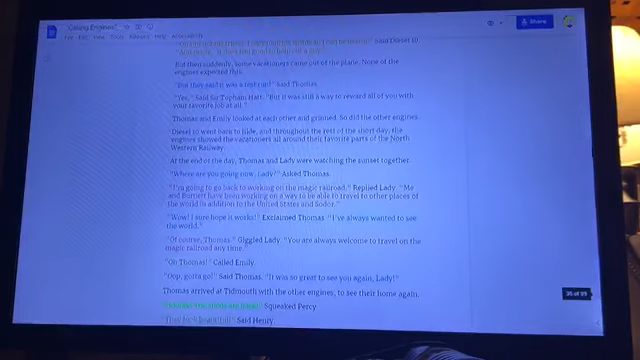 "Calling Engines"
Share
Said Diesel 10
But then suddenly, some vacationers came out of the plane. None of the
engines expected this.
"But they said it was a test run!" Said Thomas.
"Yes," Said Sir Topham Hatt. "But it was still a way to reward all of you with
your favorite job at all."
Thomas and Emily looked at each other and grinned. So did the other engines.
Diesel 10 went back to hide, and throughout the rest of the short day, the
engines showed the vacationers all around their favorite parts of the North
Western Railway.
At the end of the day, Thomas and Lady were watching the sunset together.
"Where are you going now, Lady?" Asked Thomas.
"I'm going to go back to working on the magic railroad." Replied Lady. "Me
and Burnett have been working on a way to be able to travel to other places of
the world in addition to the United States and Sodor."
"Wow! I sure hope it works!" Exclaimed Thomas. "I've always wanted to see
the world."
"Of course, Thomas." Giggled Lady. "You are always welcome to travel on the
magic railroad any time."
"Oh Thomas!" Called Emily.
"Oop, gotta go!" Said Thomas. "It was so great to see you again, Lady!"
Thomas arrived at Tidmouth with the other engines, to see their home again.
Squeaked Percy
"They look beautiful!" Said Henry
35 of 39